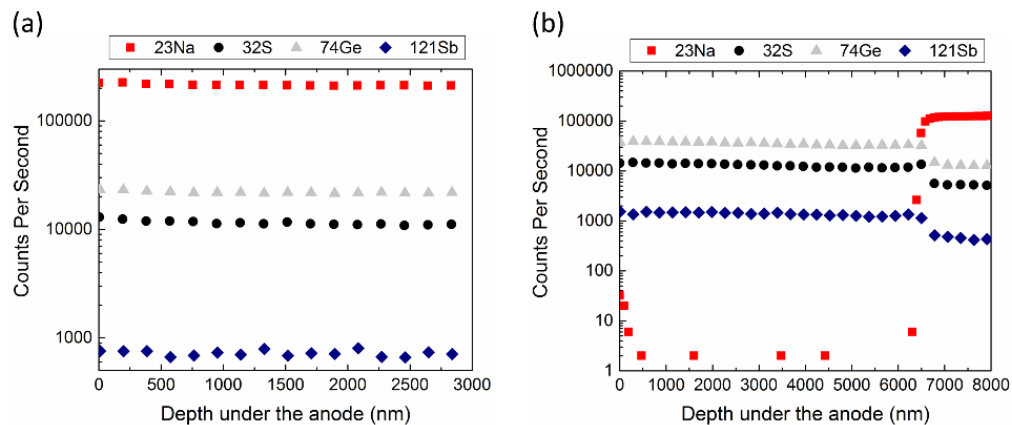 (a)
23Na 32S 74Ge 121Sb
100000
10000
1000
Counts Per Second
0 500 1000 1500 2000 2500 3000
Depth under the anode (nm)
(b)
23Na 32S 74Ge 121Sb
1000000
100000
10000
1000
100
10
1
Counts Per Second
0 1000 2000 3000 4000 5000 6000 7000 8000
Depth under the anode (nm)